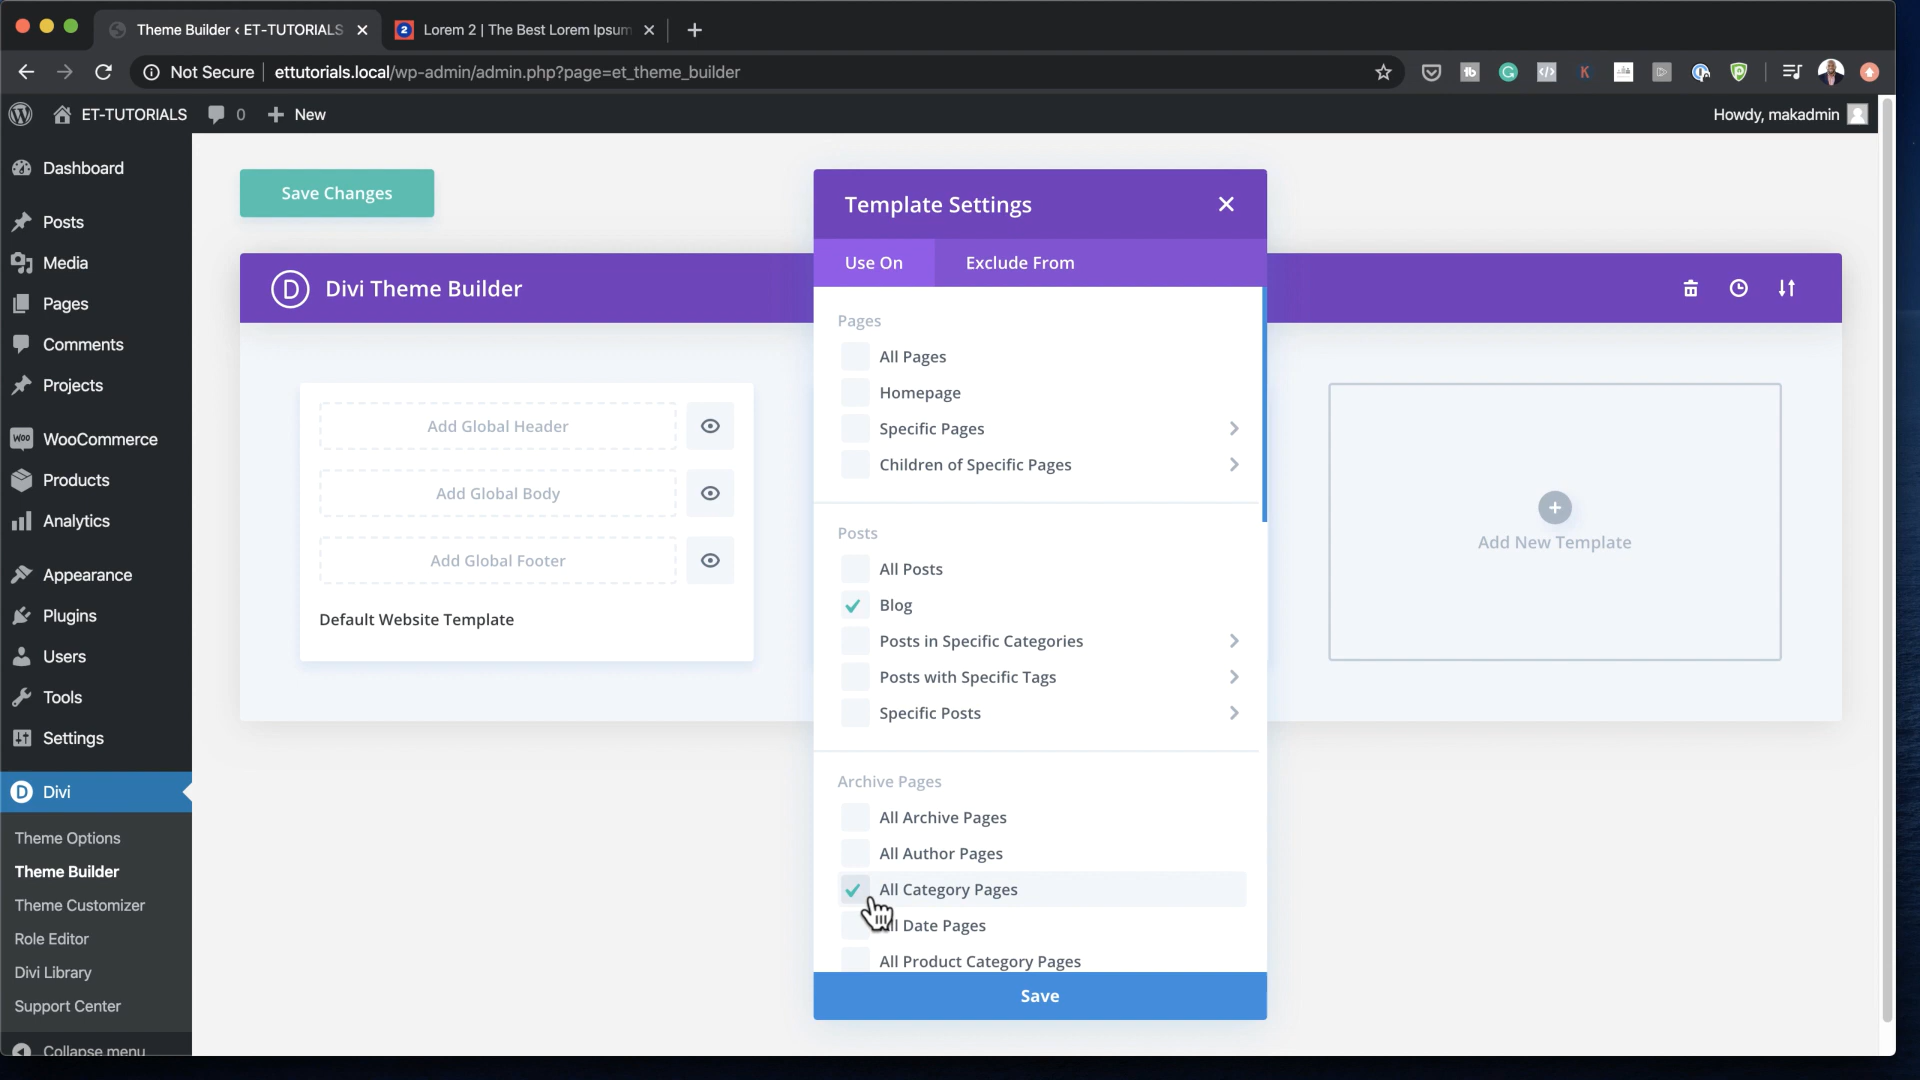 Theme Builder ‹ ET-TUTORIALS
Lorem 2 | The Best Lorem Ipsum
Not Secure
ettutorials.local/wp-admin/admin.php?page=et_theme_builder
ET-TUTORIALS
0
New
Howdy, makadmin
Dashboard
Posts
Media
Pages
Comments
Projects
WooCommerce
Products
Analytics
Appearance
Plugins
Users
Tools
Settings
Divi
Theme Options
Theme Builder
Theme Customizer
Role Editor
Divi Library
Support Center
Collapse menu
Save Changes
Divi Theme Builder
Add Global Header
Add Global Body
Add Global Footer
Default Website Template
Template Settings
Use On
Exclude From
Pages
All Pages
Homepage
Specific Pages
Children of Specific Pages
Posts
All Posts
Blog
Posts in Specific Categories
Posts with Specific Tags
Specific Posts
Archive Pages
All Archive Pages
All Author Pages
All Category Pages
All Date Pages
All Product Category Pages
Save
Add New Template